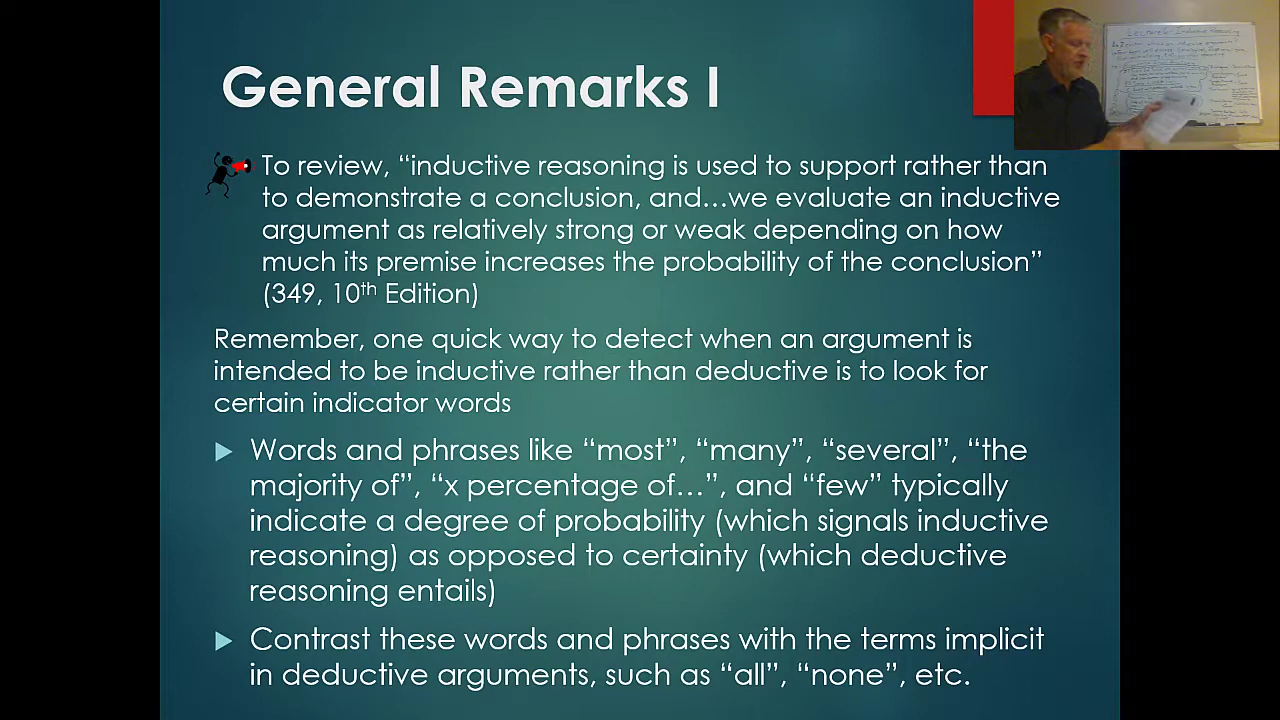 General Remarks I
To review, “inductive reasoning is used to support rather than
to demonstrate a conclusion, and…we evaluate an inductive
argument as relatively strong or weak depending on how
much its premise increases the probability of the conclusion”
(349, 10th Edition)
Remember, one quick way to detect when an argument is
intended to be inductive rather than deductive is to look for
certain indicator words
Words and phrases like “most”, “many”, “several”, “the
majority of”, “x percentage of…”, and “few” typically
indicate a degree of probability (which signals inductive
reasoning) as opposed to certainty (which deductive
reasoning entails)
Contrast these words and phrases with the terms implicit
in deductive arguments, such as “all”, “none”, etc.